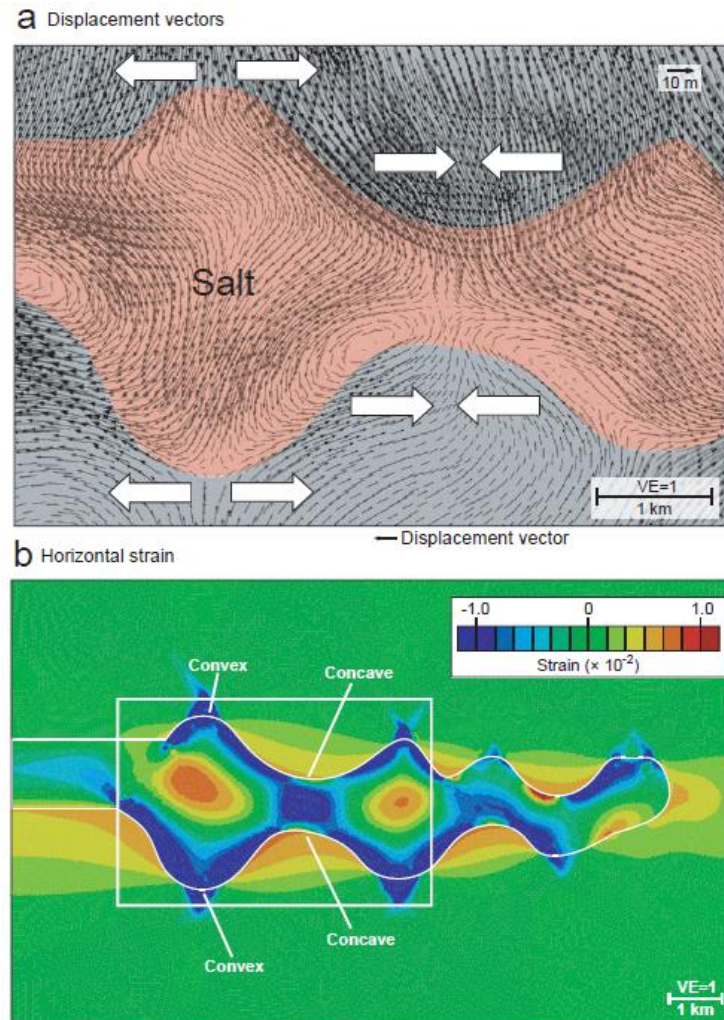 a Displacement vectors
10 m
Salt
VE=1
1 km
Displacement vector
b Horizontal strain
-1.0 0 1.0
Strain (× 10⁻²)
Convex
Concave
Convex
Concave
VE=1
1 km